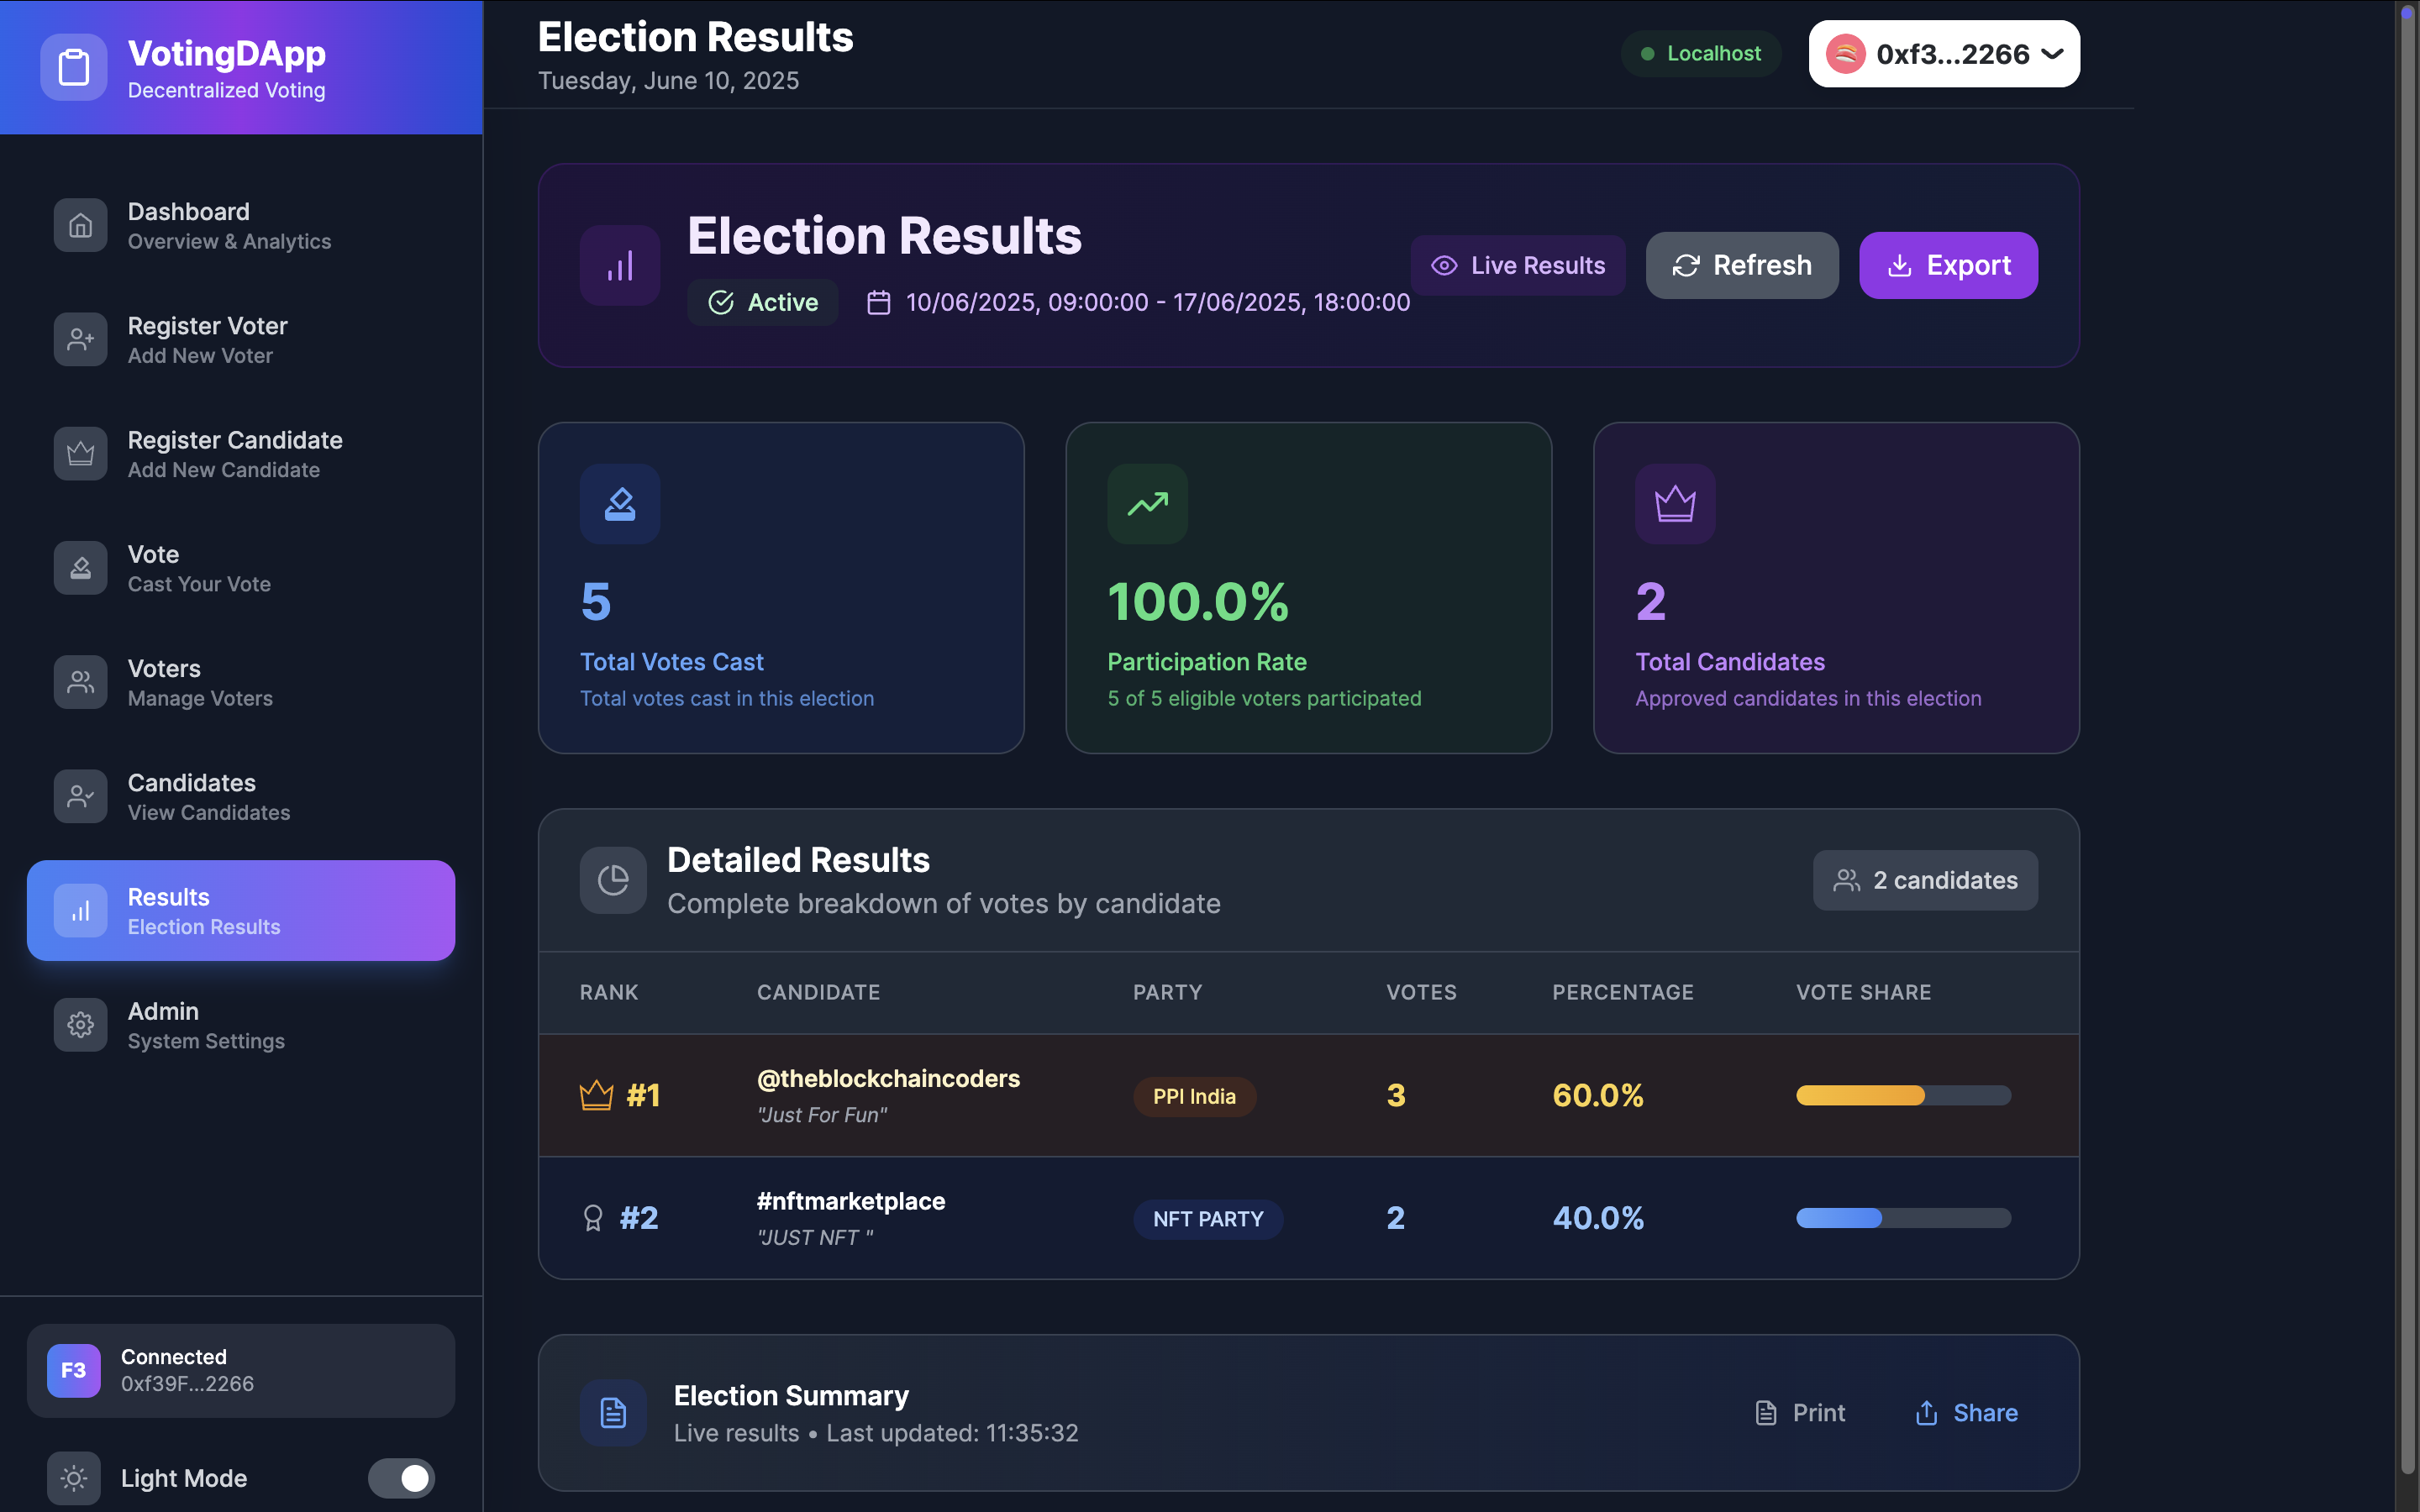 VotingDApp
Decentralized Voting
Dashboard
Overview & Analytics
Register Voter
Add New Voter
Register Candidate
Add New Candidate
Vote
Cast Your Vote
Voters
Manage Voters
Candidates
View Candidates
Results
Election Results
Admin
System Settings
F3
Connected
0xf39F...2266
Light Mode
Election Results
Tuesday, June 10, 2025
Localhost
0xf3...2266
Election Results
Active
10/06/2025, 09:00:00 - 17/06/2025, 18:00:00
Live Results
Refresh
Export
5
Total Votes Cast
Total votes cast in this election
100.0%
Participation Rate
5 of 5 eligible voters participated
2
Total Candidates
Approved candidates in this election
Detailed Results
Complete breakdown of votes by candidate
2 candidates
RANK CANDIDATE PARTY VOTES PERCENTAGE VOTE SHARE
#1 @theblockchaincoders PPI India 3 60.0%
"Just For Fun"
#2 #nftmarketplace NFT PARTY 2 40.0%
"JUST NFT "
Election Summary
Live results • Last updated: 11:35:32
Print
Share